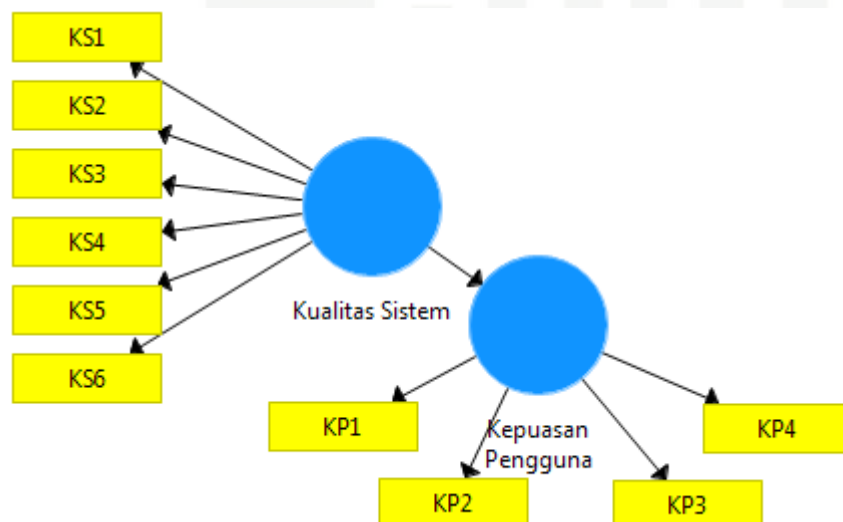 KS1
KS2
KS3
KS4
KS5
KS6
Kualitas Sistem
KP1
Kepuasan
Pengguna
KP4
KP2
KP3